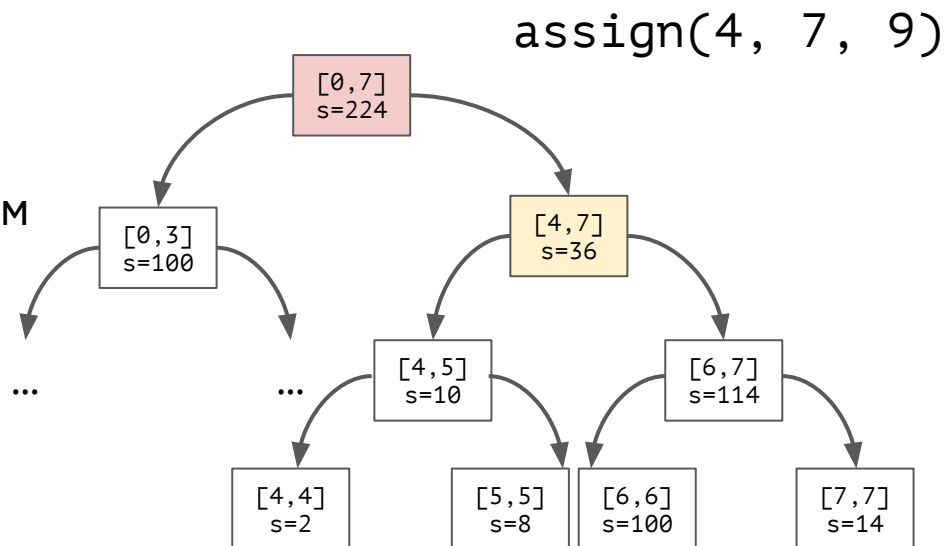 assign(4, 7, 9)
[0,7]
s=224
M
[0,3]
s=100
[4,7]
s=36
...
...
[4,5]
s=10
[6,7]
s=114
[4,4]
s=2
[5,5]
s=8
[6,6]
s=100
[7,7]
s=14